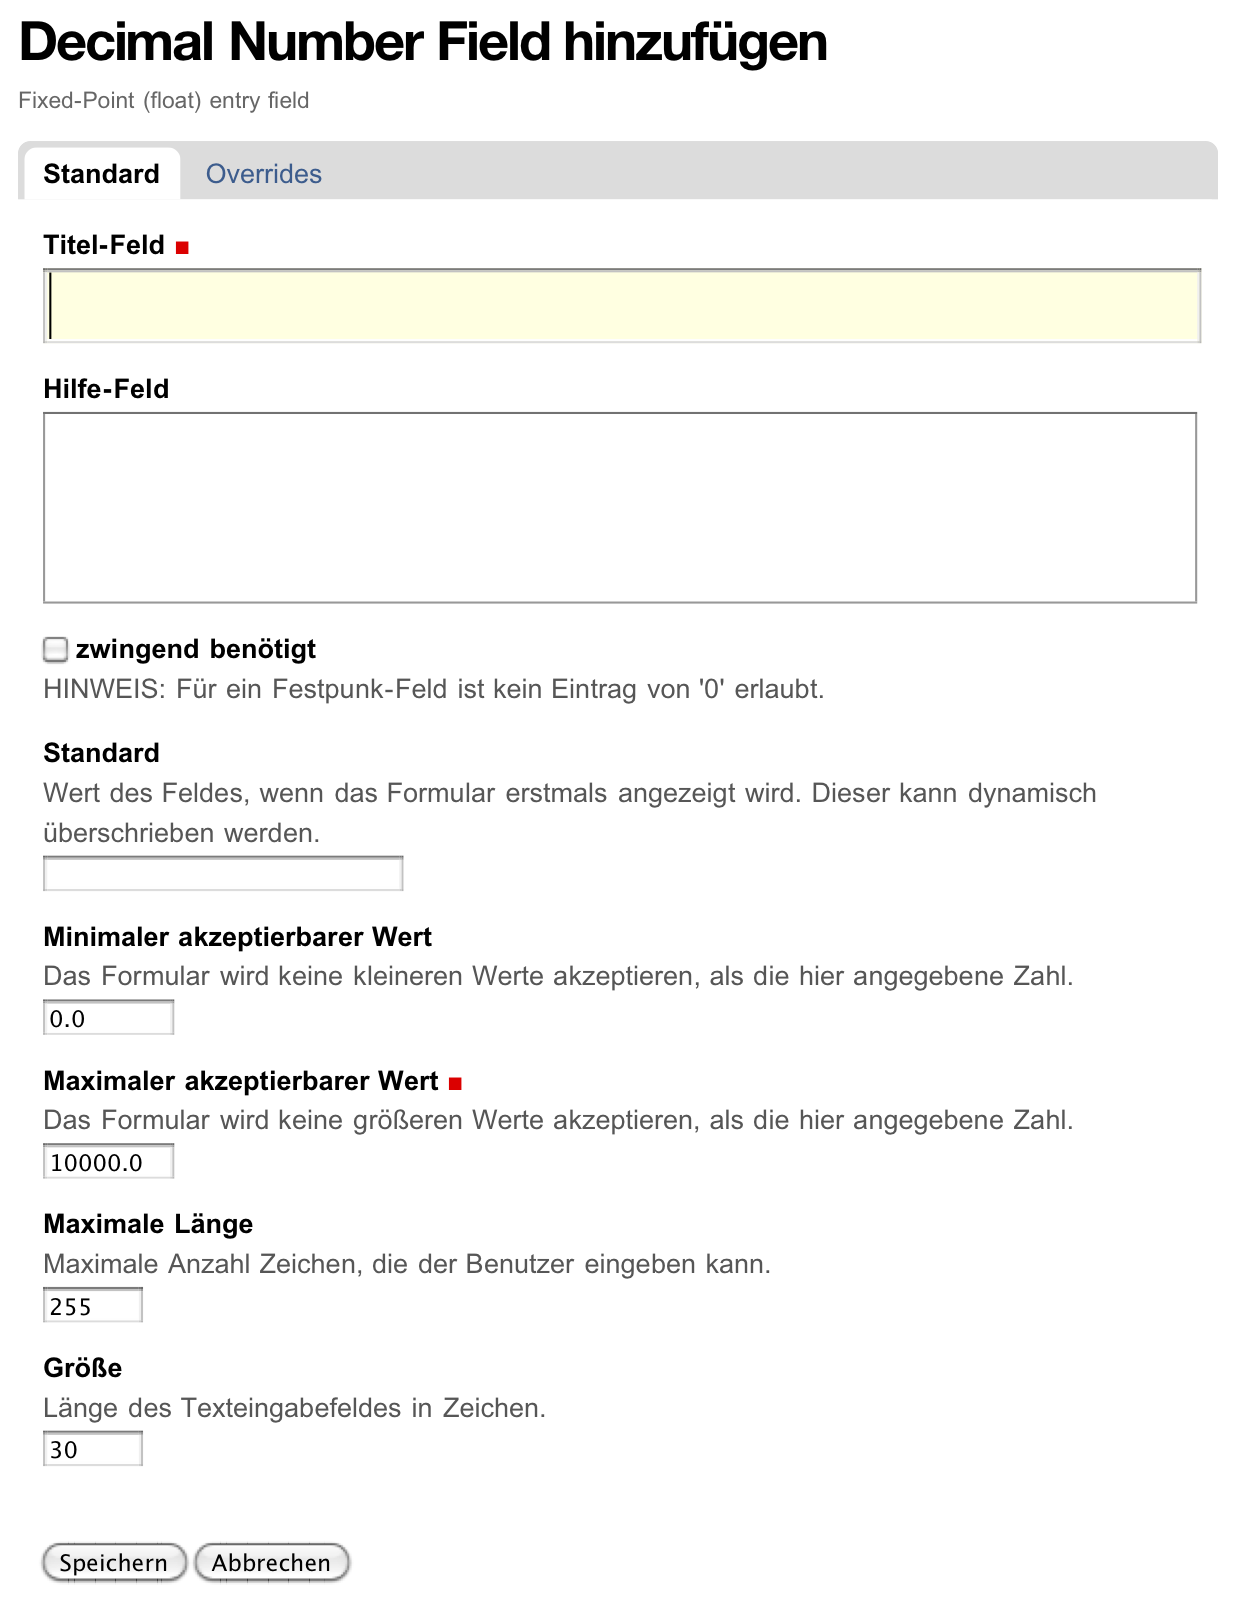 Decimal Number Field hinzufügen
Fixed-Point (float) entry field
Standard Overrides
Titel-Feld
Hilfe-Feld
zwingend benötigt
HINWEIS: Für ein Festpunk-Feld ist kein Eintrag von '0' erlaubt.
Standard
Wert des Feldes, wenn das Formular erstmals angezeigt wird. Dieser kann dynamisch
überschrieben werden.
Minimaler akzeptierbarer Wert
Das Formular wird keine kleineren Werte akzeptieren, als die hier angegebene Zahl.
0.0
Maximaler akzeptierbarer Wert
Das Formular wird keine größeren Werte akzeptieren, als die hier angegebene Zahl.
10000.0
Maximale Länge
Maximale Anzahl Zeichen, die der Benutzer eingeben kann.
255
Größe
Länge des Texteingabefeldes in Zeichen.
30
Speichern Abbrechen